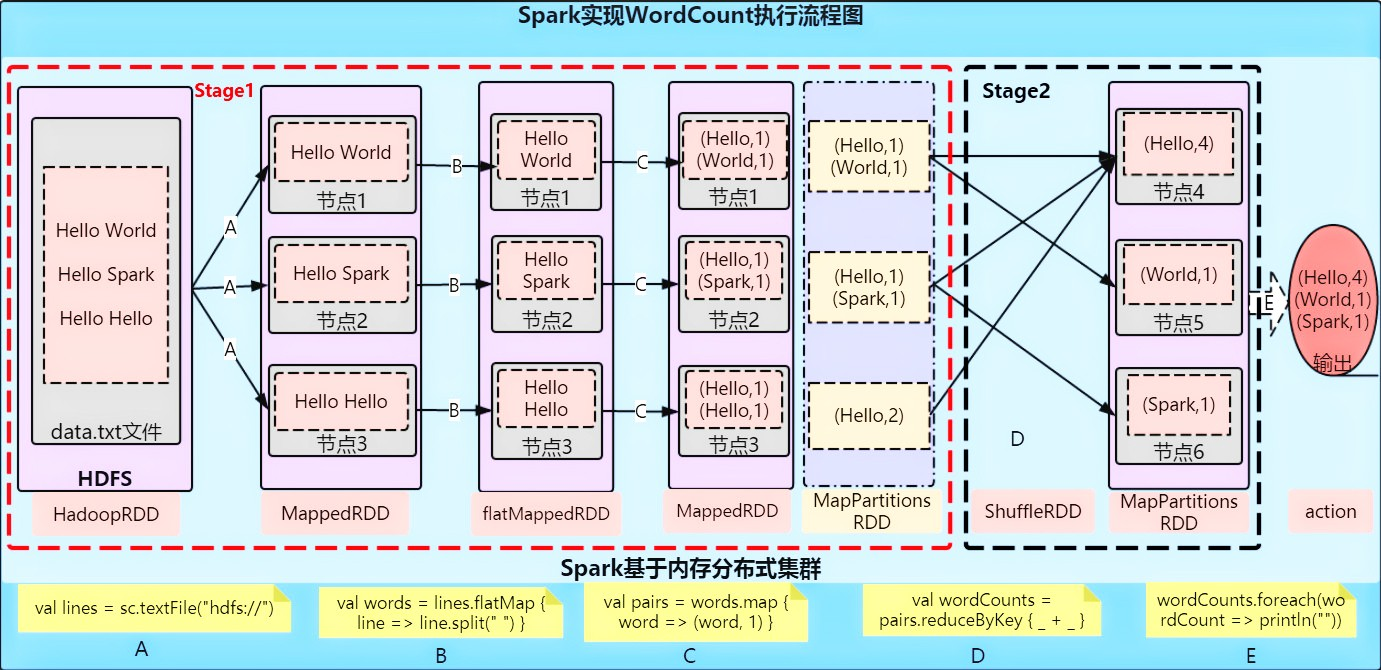 Spark实现WordCount执行流程图
Stage1
Hello World
Hello Spark
Hello Hello
data.txt文件
HDFS
HadoopRDD
A
A
A
Hello World
节点1
Hello Spark
节点2
Hello Hello
节点3
MappedRDD
B
B
B
Hello
World
节点1
Hello
Spark
节点2
Hello
Hello
节点3
flatMappedRDD
C
C
C
(Hello,1)
(World,1)
节点1
(Hello,1)
(Spark,1)
节点2
(Hello,1)
(Hello,1)
节点3
MappedRDD
(Hello,1)
(World,1)
(Hello,1)
(Spark,1)
(Hello,2)
MapPartitions
RDD
Stage2
D
ShuffleRDD
(Hello,4)
节点4
(World,1)
节点5
(Spark,1)
节点6
MapPartitions
RDD
E
(Hello,4)
(World,1)
(Spark,1)
输出
action
Spark基于内存分布式集群
val lines = sc.textFile("hdfs://")
A
val words = lines.flatMap {
line => line.split(" ") }
B
val pairs = words.map {
word => (word, 1) }
C
val wordCounts =
pairs.reduceByKey { _ + _ }
D
wordCounts.foreach(wo
rdCount => println(""))
E